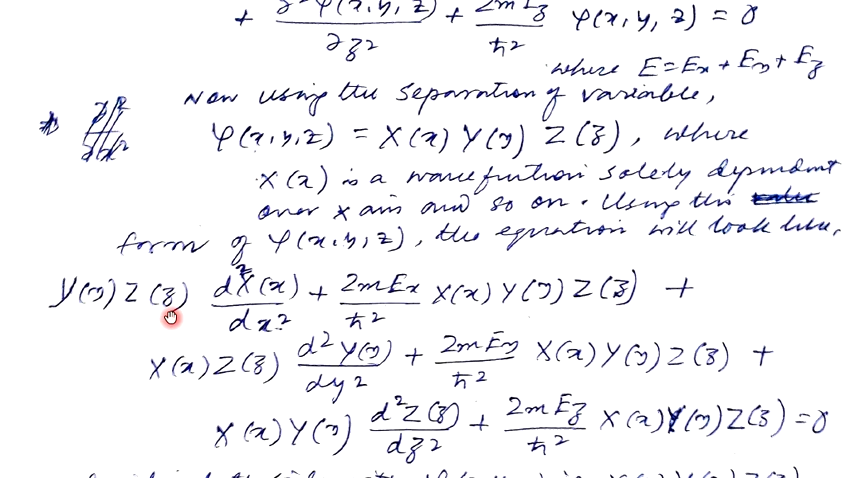 + ∂²φ(x,y,z)/∂z² + 2mEz/ħ² φ(x,y,z) = 0
where E = Ex + Ey + Ez
Now using the separation of variable,
φ(x,y,z) = X(x) Y(y) Z(z), where
X(x) is a wavefunction solely dependent
over x axis and so on. Using this
form of φ(x,y,z), the equation will look like,
Y(y) Z(z) d²X(x)/dx² + 2mEx/ħ² X(x) Y(y) Z(z) +
X(x) Z(z) d²Y(y)/dy² + 2mEy/ħ² X(x) Y(y) Z(z) +
X(x) Y(y) d²Z(z)/dz² + 2mEz/ħ² X(x) Y(y) Z(z) = 0